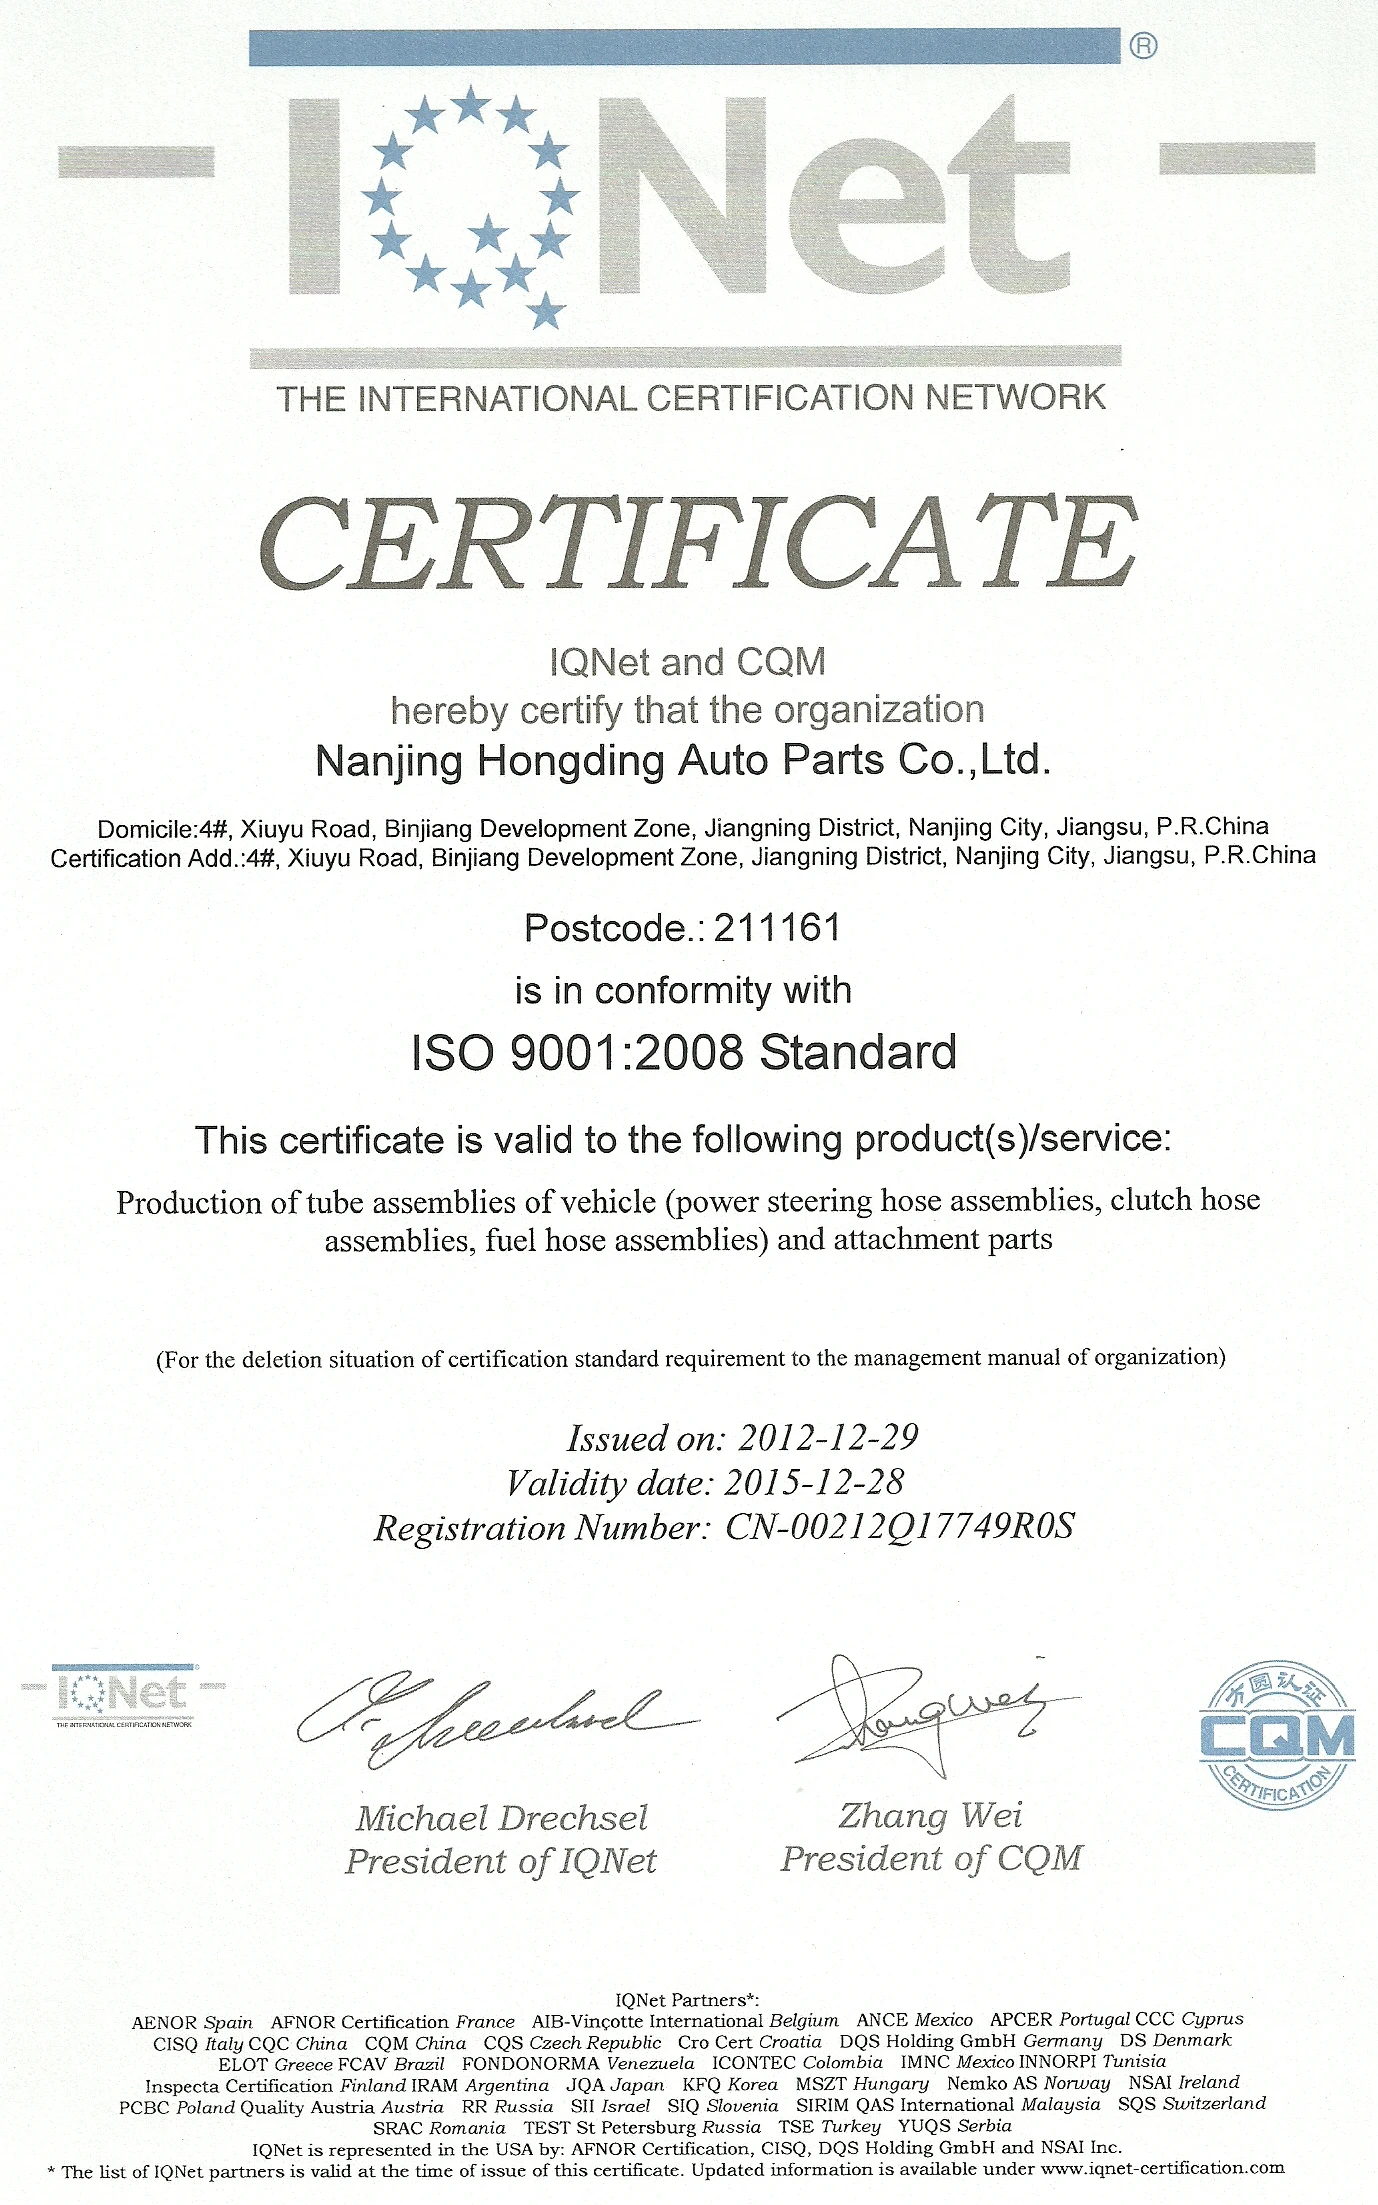 IQNet ®
THE INTERNATIONAL CERTIFICATION NETWORK
CERTIFICATE
IQNet and CQM
hereby certify that the organization
Nanjing Hongding Auto Parts Co.,Ltd.
Domicile:4#, Xiuyu Road, Binjiang Development Zone, Jiangning District, Nanjing City, Jiangsu, P.R.China
Certification Add.:4#, Xiuyu Road, Binjiang Development Zone, Jiangning District, Nanjing City, Jiangsu, P.R.China
Postcode.: 211161
is in conformity with
ISO 9001:2008 Standard
This certificate is valid to the following product(s)/service:
Production of tube assemblies of vehicle (power steering hose assemblies, clutch hose
assemblies, fuel hose assemblies) and attachment parts
(For the deletion situation of certification standard requirement to the management manual of organization)
Issued on: 2012-12-29
Validity date: 2015-12-28
Registration Number: CN-00212Q17749R0S
IQNet
THE INTERNATIONAL CERTIFICATION NETWORK
Zhang Wei
方圆认证
CQM
CERTIFICATION
Michael Drechsel
President of IQNet
Zhang Wei
President of CQM
IQNet Partners*:
AENOR Spain AFNOR Certification France AIB-Vinçotte International Belgium ANCE Mexico APCER Portugal CCC Cyprus
CISQ Italy CQC China CQM China CQS Czech Republic Cro Cert Croatia DQS Holding GmbH Germany DS Denmark
ELOT Greece FCAV Brazil FONDONORMA Venezuela ICONTEC Colombia IMNC Mexico INNORPI Tunisia
Inspecta Certification Finland IRAM Argentina JQA Japan KFQ Korea MSZT Hungary Nemko AS Norway NSAI Ireland
PCBC Poland Quality Austria Austria RR Russia SII Israel SIQ Slovenia SIRIM QAS International Malaysia SQS Switzerland
SRAC Romania TEST St Petersburg Russia TSE Turkey YUQS Serbia
IQNet is represented in the USA by: AFNOR Certification, CISQ, DQS Holding GmbH and NSAI Inc.
* The list of IQNet partners is valid at the time of issue of this certificate. Updated information is available under www.iqnet-certification.com